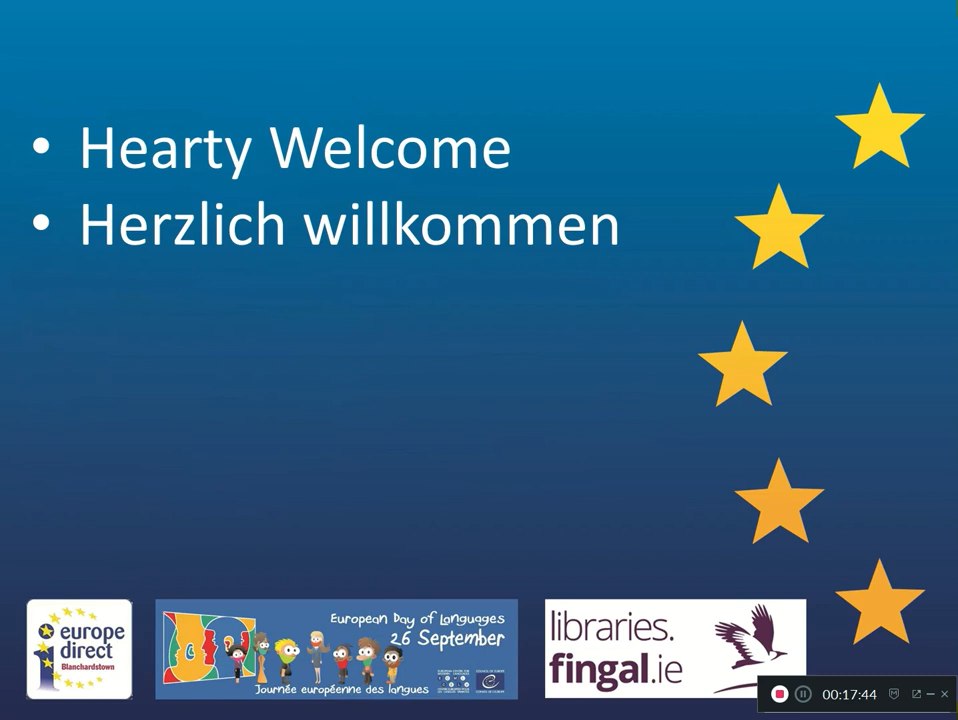 • Hearty Welcome
• Herzlich willkommen
europe
direct
Blanchardstown
European Day of Languages
26 September
Journée européenne des langues
libraries.
fingal.ie
00:17:44